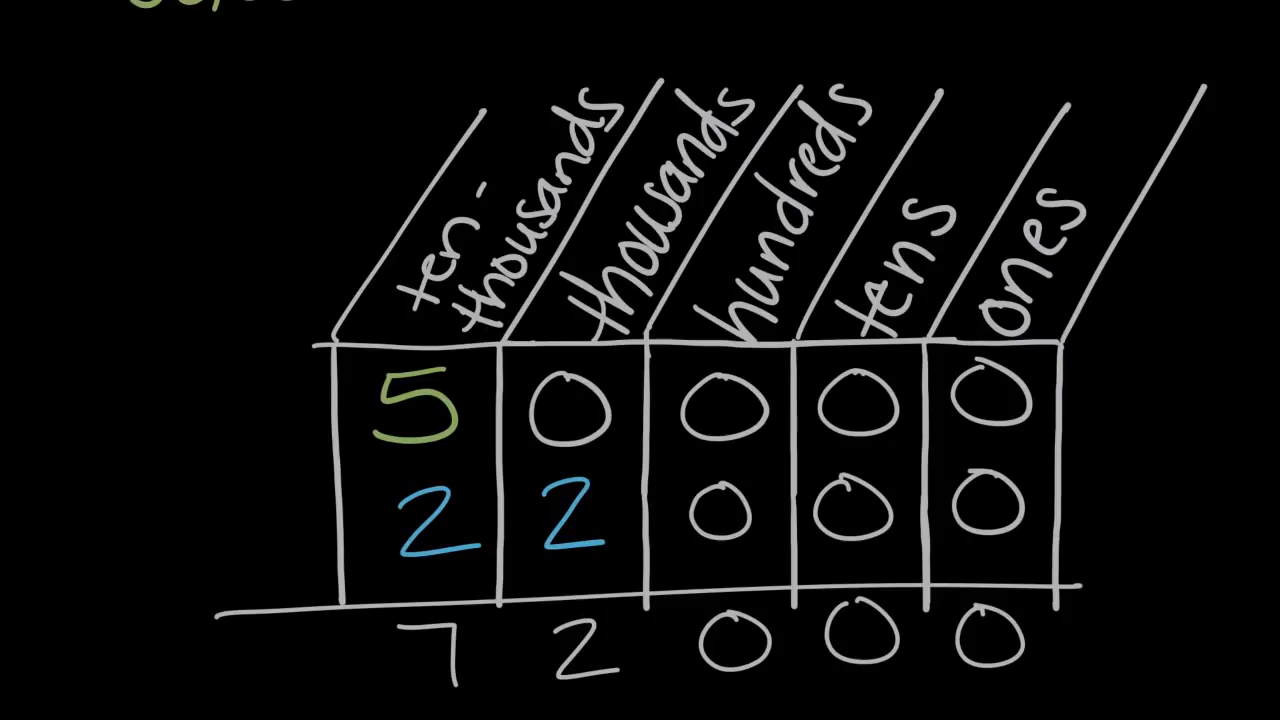 ten-
thousands
thousands
hundreds
tens
ones
5 0 0 0 0
2 2 0 0 0
7 2 0 0 0